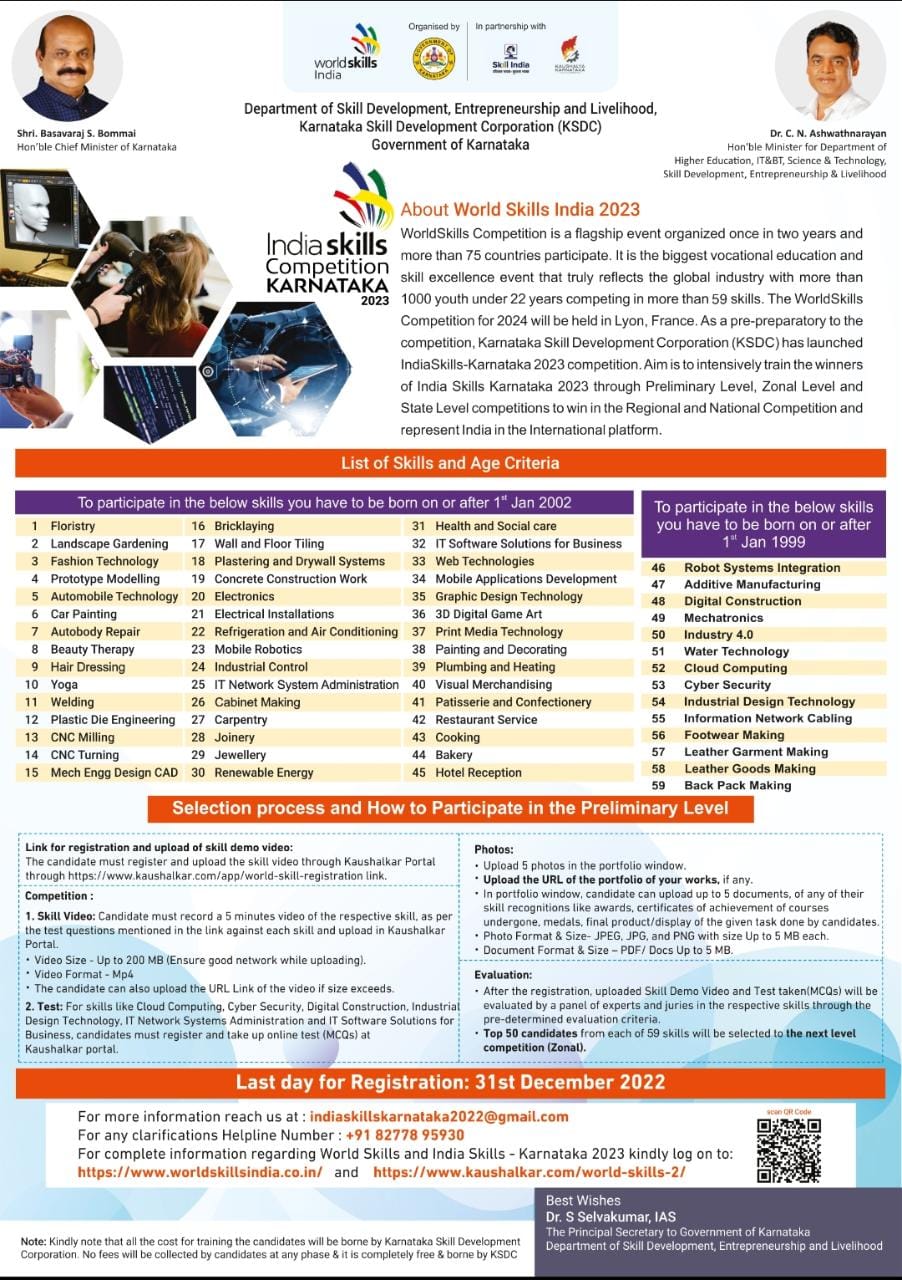 worldskills
India
Organised by
GOVERNMENT OF KARNATAKA
In partnership with
Skill India
KAUSHALYA
KARNATAKA
Shri. Basavaraj S. Bommai
Hon'ble Chief Minister of Karnataka
Department of Skill Development, Entrepreneurship and Livelihood,
Karnataka Skill Development Corporation (KSDC)
Government of Karnataka
Dr. C. N. Ashwathnarayan
Hon'ble Minister for Department of
Higher Education, IT&BT, Science & Technology,
Skill Development, Entrepreneurship & Livelihood
India skills
Competition
KARNATAKA
2023
About World Skills India 2023
WorldSkills Competition is a flagship event organized once in two years and
more than 75 countries participate. It is the biggest vocational education and
skill excellence event that truly reflects the global industry with more than
1000 youth under 22 years competing in more than 59 skills. The WorldSkills
Competition for 2024 will be held in Lyon, France. As a pre-preparatory to the
competition, Karnataka Skill Development Corporation (KSDC) has launched
IndiaSkills-Karnataka 2023 competition. Aim is to intensively train the winners
of India Skills Karnataka 2023 through Preliminary Level, Zonal Level and
State Level competitions to win in the Regional and National Competition and
represent India in the International platform.
List of Skills and Age Criteria
To participate in the below skills you have to be born on or after 1st Jan 2002
1 Floristry
2 Landscape Gardening
3 Fashion Technology
4 Prototype Modelling
5 Automobile Technology
6 Car Painting
7 Autobody Repair
8 Beauty Therapy
9 Hair Dressing
10 Yoga
11 Welding
12 Plastic Die Engineering
13 CNC Milling
14 CNC Turning
15 Mech Engg Design CAD
16 Bricklaying
17 Wall and Floor Tiling
18 Plastering and Drywall Systems
19 Concrete Construction Work
20 Electronics
21 Electrical Installations
22 Refrigeration and Air Conditioning
23 Mobile Robotics
24 Industrial Control
25 IT Network System Administration
26 Cabinet Making
27 Carpentry
28 Joinery
29 Jewellery
30 Renewable Energy
31 Health and Social care
32 IT Software Solutions for Business
33 Web Technologies
34 Mobile Applications Development
35 Graphic Design Technology
36 3D Digital Game Art
37 Print Media Technology
38 Painting and Decorating
39 Plumbing and Heating
40 Visual Merchandising
41 Patisserie and Confectionery
42 Restaurant Service
43 Cooking
44 Bakery
45 Hotel Reception
To participate in the below skills
you have to be born on or after
1st Jan 1999
46 Robot Systems Integration
47 Additive Manufacturing
48 Digital Construction
49 Mechatronics
50 Industry 4.0
51 Water Technology
52 Cloud Computing
53 Cyber Security
54 Industrial Design Technology
55 Information Network Cabling
56 Footwear Making
57 Leather Garment Making
58 Leather Goods Making
59 Back Pack Making
Selection process and How to Participate in the Preliminary Level
Link for registration and upload of skill demo video:
The candidate must register and upload the skill video through Kaushalkar Portal
through https://www.kaushalkar.com/app/world-skill-registration link.
Competition :
1. Skill Video: Candidate must record a 5 minutes video of the respective skill, as per
the test questions mentioned in the link against each skill and upload in Kaushalkar
Portal.
• Video Size - Up to 200 MB (Ensure good network while uploading).
• Video Format - Mp4
• The candidate can also upload the URL Link of the video if size exceeds.
2. Test: For skills like Cloud Computing, Cyber Security, Digital Construction, Industrial
Design Technology, IT Network Systems Administration and IT Software Solutions for
Business, candidates must register and take up online test (MCQs) at
Kaushalkar portal.
Photos:
• Upload 5 photos in the portfolio window.
• Upload the URL of the portfolio of your works, if any.
• In portfolio window, candidate can upload up to 5 documents, of any of their
skill recognitions like awards, certificates of achievement of courses
undergone, medals, final product/display of the given task done by candidates.
• Photo Format & Size- JPEG, JPG, and PNG with size Up to 5 MB each.
• Document Format & Size – PDF/ Docs Up to 5 MB.
Evaluation:
• After the registration, uploaded Skill Demo Video and Test taken(MCQs) will be
evaluated by a panel of experts and juries in the respective skills through the
pre-determined evaluation criteria.
• Top 50 candidates from each of 59 skills will be selected to the next level
competition (Zonal).
Last day for Registration: 31st December 2022
For more information reach us at : indiaskillskarnataka2022@gmail.com
For any clarifications Helpline Number : +91 82778 95930
For complete information regarding World Skills and India Skills - Karnataka 2023 kindly log on to:
https://www.worldskillsindia.co.in/ and https://www.kaushalkar.com/world-skills-2/
scan QR Code
Best Wishes
Dr. S Selvakumar, IAS
The Principal Secretary to Government of Karnataka
Department of Skill Development, Entrepreneurship and Livelihood
Note: Kindly note that all the cost for training the candidates will be borne by Karnataka Skill Development
Corporation. No fees will be collected by candidates at any phase & it is completely free & borne by KSDC